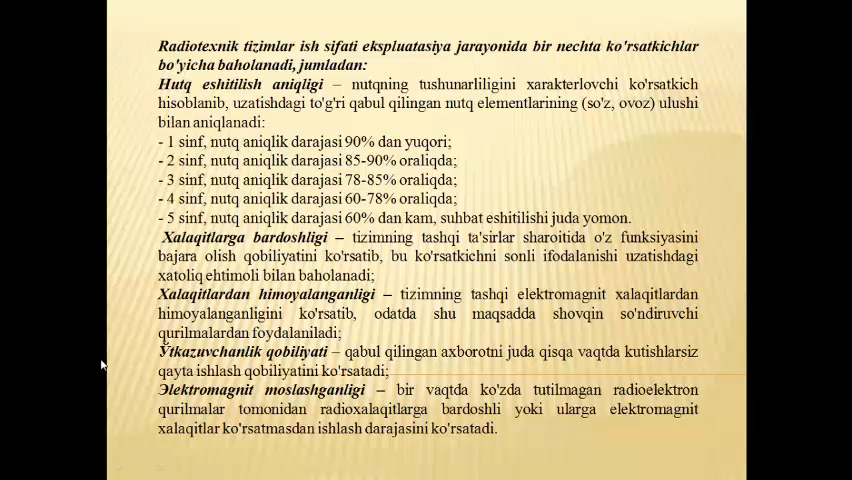 Radiotexnik tizimlar ish sifati ekspluatasiya jarayonida bir nechta ko'rsatkichlar
bo'yicha baholanadi, jumladan:
Hutq eshitilish aniqligi – nutqning tushunarliligini xarakterlovchi ko'rsatkich
hisoblanib, uzatishdagi to'g'ri qabul qilingan nutq elementlarining (so'z, ovoz) ulushi
bilan aniqlanadi:
- 1 sinf, nutq aniqlik darajasi 90% dan yuqori;
- 2 sinf, nutq aniqlik darajasi 85-90% oraliqda;
- 3 sinf, nutq aniqlik darajasi 78-85% oraliqda;
- 4 sinf, nutq aniqlik darajasi 60-78% oraliqda;
- 5 sinf, nutq aniqlik darajasi 60% dan kam, suhbat eshitilishi juda yomon.
Xalaqitlarga bardoshligi – tizimning tashqi ta'sirlar sharoitida o'z funksiyasini
bajara olish qobiliyatini ko'rsatib, bu ko'rsatkichni sonli ifodalanishi uzatishdagi
xatoliq ehtimoli bilan baholanadi;
Xalaqitlardan himoyalanganligi – tizimning tashqi elektromagnit xalaqitlardan
himoyalanganligini ko'rsatib, odatda shu maqsadda shovqin so'ndiruvchi
qurilmalardan foydalaniladi;
Ўtkazuvchanlik qobiliyati – qabul qilingan axborotni juda qisqa vaqtda kutishlarsiz
qayta ishlash qobiliyatini ko'rsatadi;
Эlektromagnit moslashganligi – bir vaqtda ko'zda tutilmagan radioelektron
qurilmalar tomonidan radioxalaqitlarga bardoshli yoki ularga elektromagnit
xalaqitlar ko'rsatmasdan ishlash darajasini ko'rsatadi.